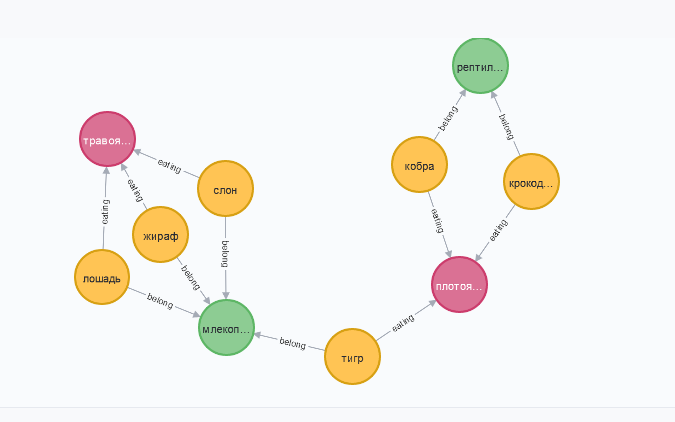 рептил...
травоя...
eating
belong
belong
кобра
слон
крокод...
eating
eating
жираф
eating
eating
belong
belong
лошадь
плотоя...
belong
млекоп...
eating
belong
тигр